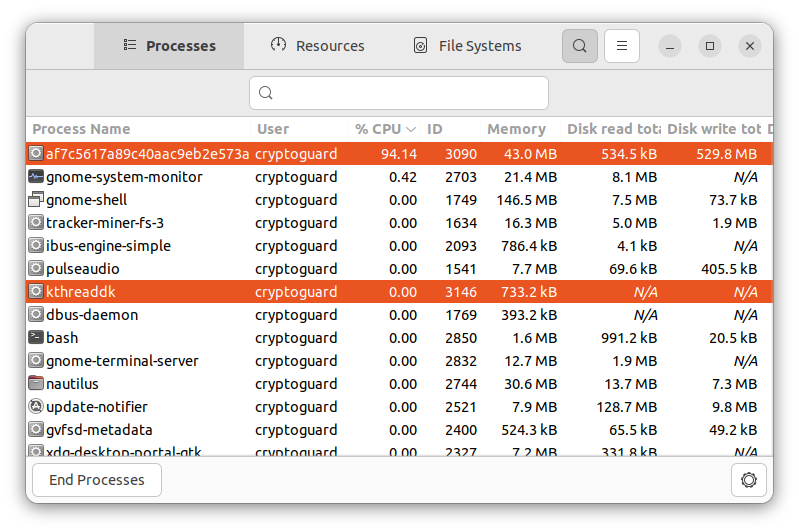 Processes Resources File Systems
Process Name User % CPU ID Memory Disk read tota Disk write tot D
af7c5617a89c40aac9eb2e573a cryptoguard 94.14 3090 43.0 MB 534.5 kB 529.8 MB
gnome-system-monitor cryptoguard 0.42 2703 21.4 MB 8.1 MB N/A
gnome-shell cryptoguard 0.00 1749 146.5 MB 7.5 MB 73.7 kB
tracker-miner-fs-3 cryptoguard 0.00 1634 16.3 MB 5.0 MB 1.9 MB
ibus-engine-simple cryptoguard 0.00 2093 786.4 kB 4.1 kB N/A
pulseaudio cryptoguard 0.00 1541 7.7 MB 69.6 kB 405.5 kB
kthreaddk cryptoguard 0.00 3146 733.2 kB N/A N/A
dbus-daemon cryptoguard 0.00 1769 393.2 kB N/A N/A
bash cryptoguard 0.00 2850 1.6 MB 991.2 kB 20.5 kB
gnome-terminal-server cryptoguard 0.00 2832 12.7 MB 1.9 MB N/A
nautilus cryptoguard 0.00 2744 30.6 MB 13.7 MB 7.3 MB
update-notifier cryptoguard 0.00 2521 7.9 MB 128.7 MB 9.8 MB
gvfsd-metadata cryptoguard 0.00 2400 524.3 kB 65.5 kB 49.2 kB
xdg-desktop-portal-gtk cryptoguard 0.00 2327 7.2 MB 331.8 kB N/A
End Processes